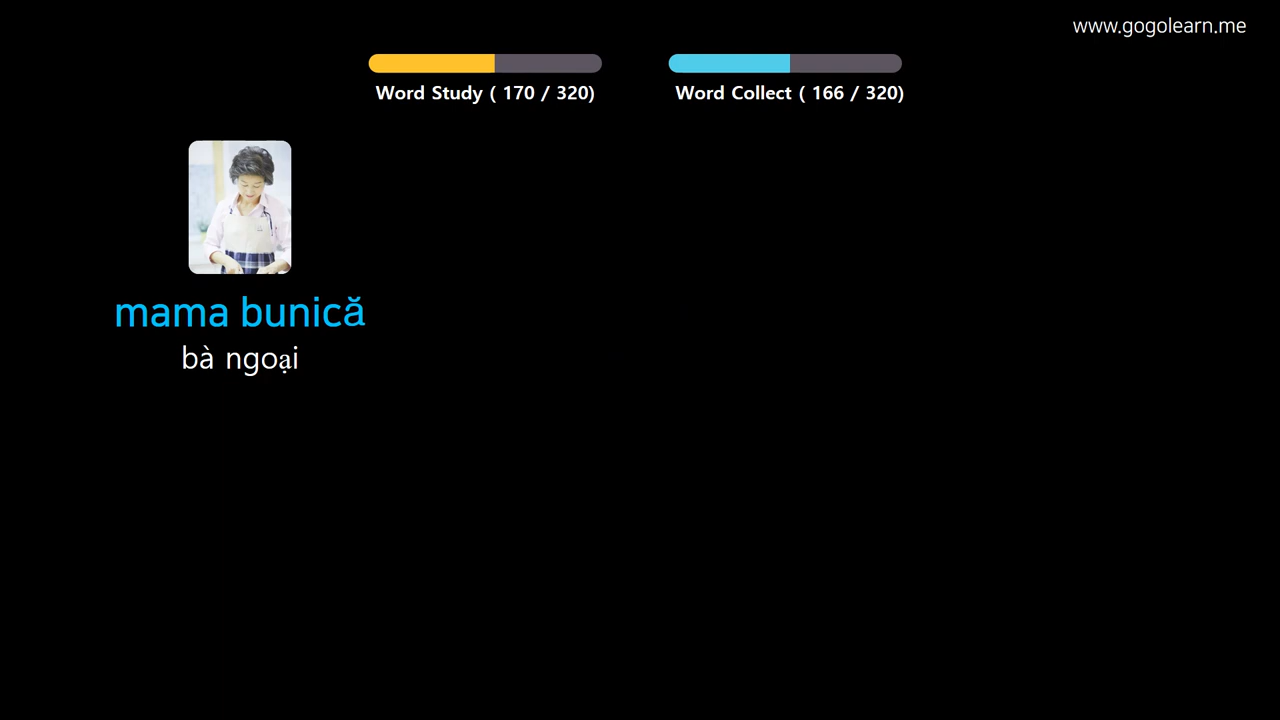 www.gogolearn.me
Word Study ( 170 / 320)
Word Collect ( 166 / 320)
mama bunică
bà ngoại